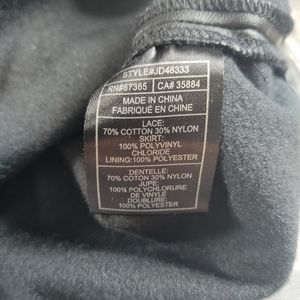 STYLE#JD48333
RN#67365 CA# 35884
MADE IN CHINA
FABRIQUÉ EN CHINE
LACE:
70% COTTON 30% NYLON
SKIRT:
100% POLYVINYL
CHLORIDE
LINING:100% POLYESTER
DENTELLE:
70% COTTON 30% NYLON
JUPE
100% POLYCHLORURE
DE VINYLE
DOUBLURE:
100% POLYESTER